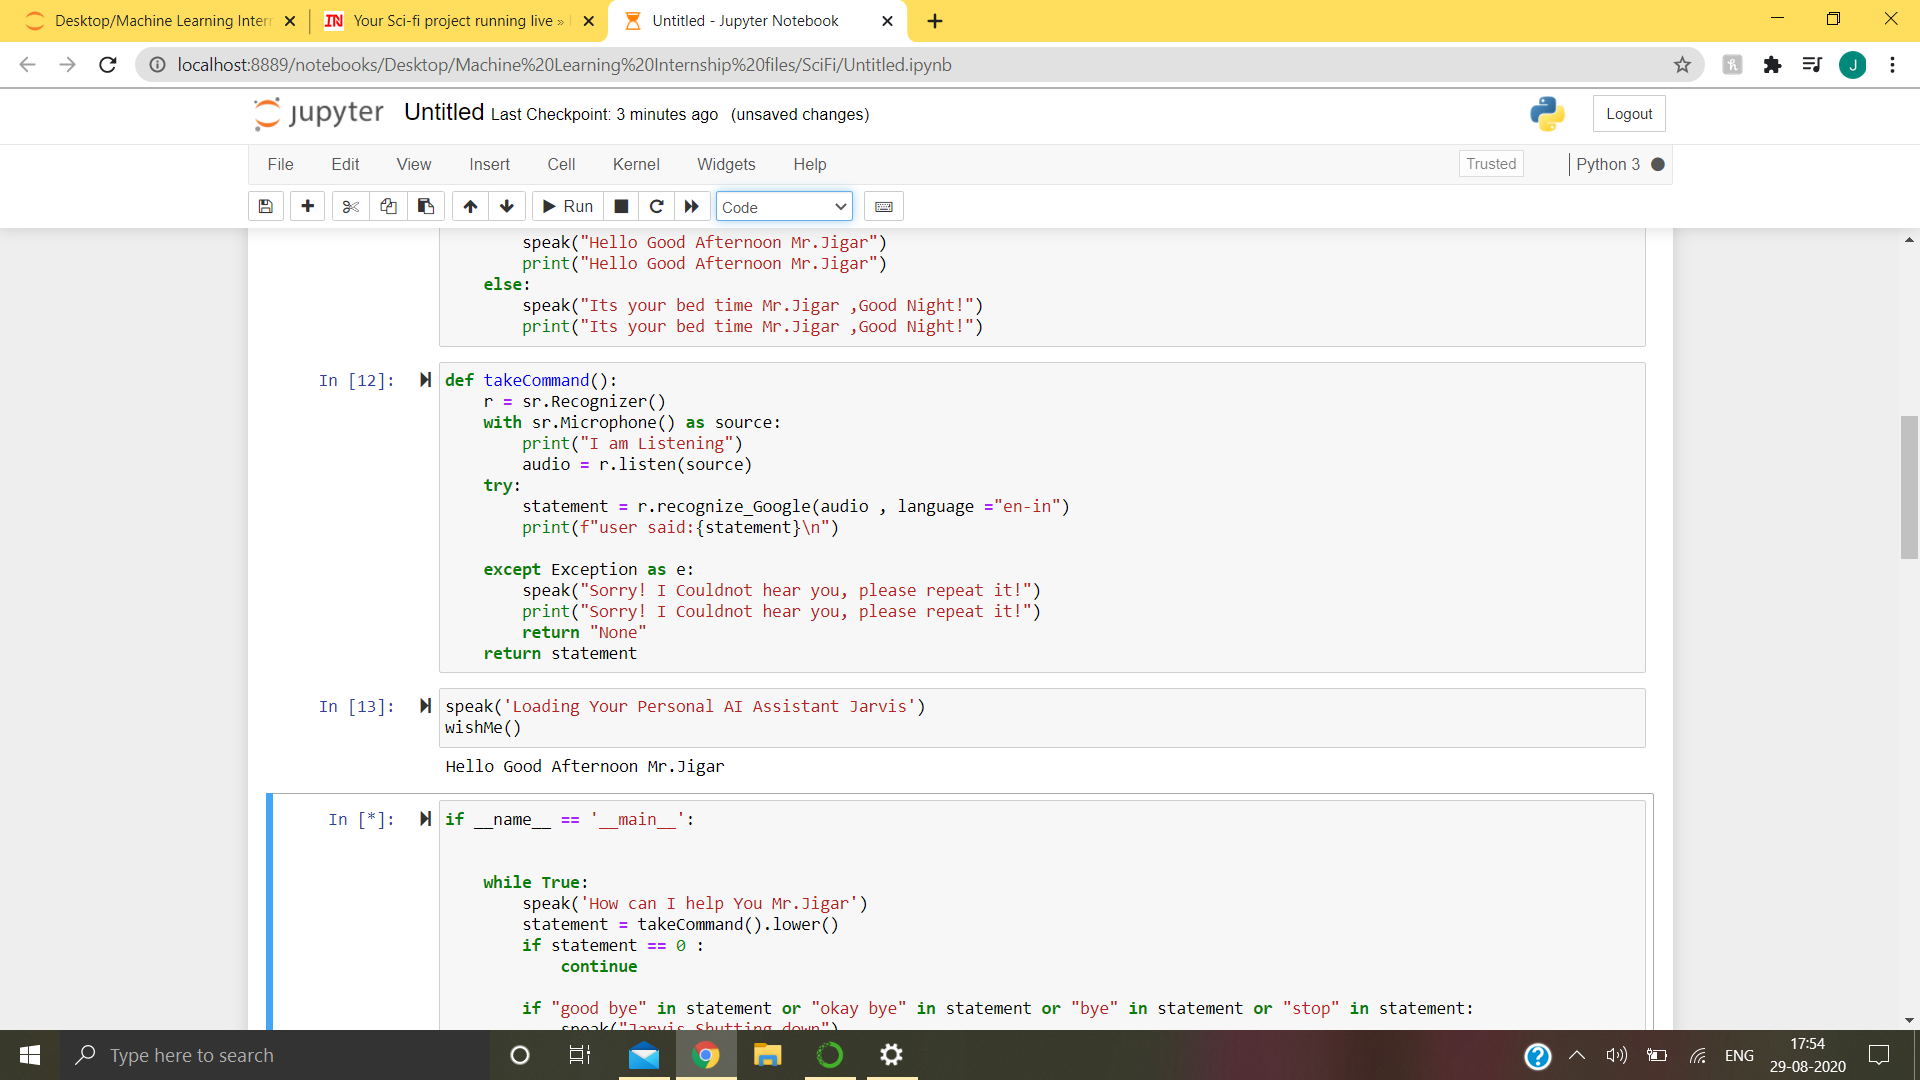 Desktop/Machine Learning Intern
Your Sci-fi project running live »
Untitled - Jupyter Notebook
localhost:8889/notebooks/Desktop/Machine%20Learning%20Internship%20files/SciFi/Untitled.ipynb
J
jupyter Untitled Last Checkpoint: 3 minutes ago (unsaved changes)
Logout
File Edit View Insert Cell Kernel Widgets Help
Trusted
Python 3
Run
Code
speak("Hello Good Afternoon Mr.Jigar")
print("Hello Good Afternoon Mr.Jigar")
else:
speak("Its your bed time Mr.Jigar ,Good Night!")
print("Its your bed time Mr.Jigar ,Good Night!")
In [12]:
def takeCommand():
r = sr.Recognizer()
with sr.Microphone() as source:
print("I am Listening")
audio = r.listen(source)
try:
statement = r.recognize_Google(audio , language ="en-in")
print(f"user said:{statement}\n")
except Exception as e:
speak("Sorry! I Couldnot hear you, please repeat it!")
print("Sorry! I Couldnot hear you, please repeat it!")
return "None"
return statement
In [13]:
speak('Loading Your Personal AI Assistant Jarvis')
wishMe()
Hello Good Afternoon Mr.Jigar
In [*]:
if __name__ == '__main__':
while True:
speak('How can I help You Mr.Jigar')
statement = takeCommand().lower()
if statement == 0 :
continue
if "good bye" in statement or "okay bye" in statement or "bye" in statement or "stop" in statement:
speak("Jarvis Shutting down")
Type here to search
ENG
17:54
29-08-2020